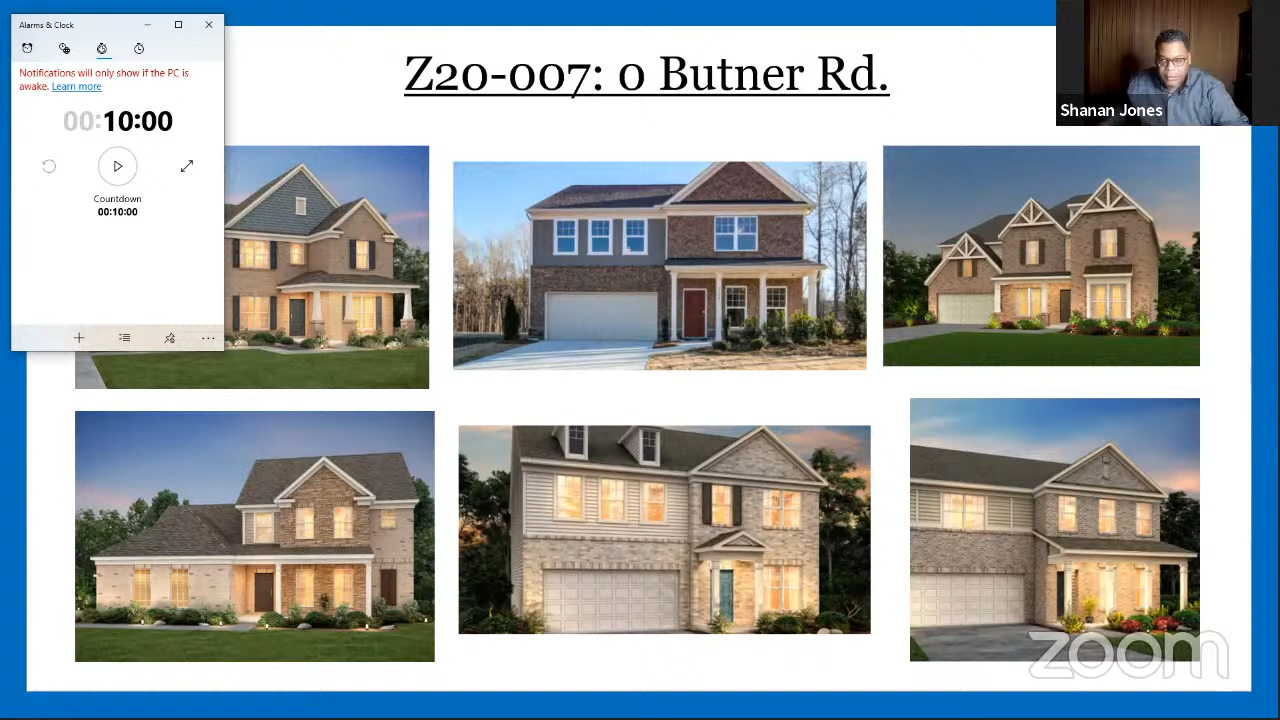 Alarms & Clock
Notifications will only show if the PC is
awake. Learn more
00:10:00
Countdown
00:10:00
Z20-007: 0 Butner Rd.
Shanan Jones
zoom